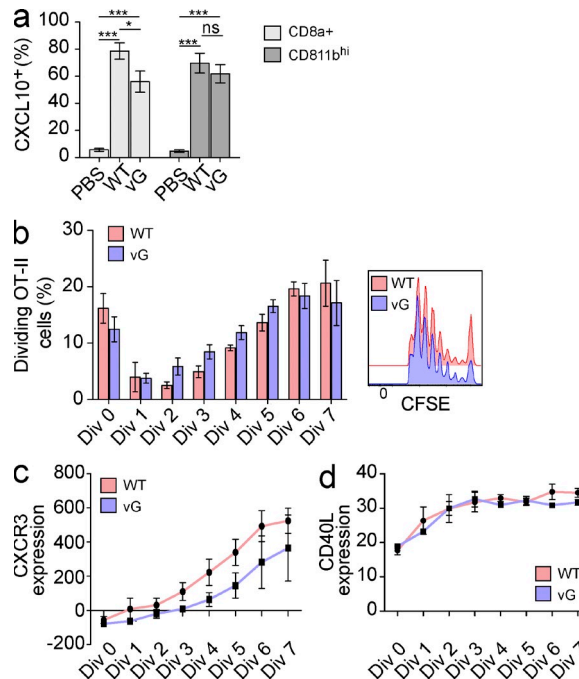 a
CXCL10+ (%)
100
80
60
40
20
0
***
***
*
***
***
ns
PBS
WT
vG
PBS
WT
vG
CD8a+
CD811bhi
b
Dividing OT-II
cells (%)
30
20
10
0
WT
vG
Div 0
Div 1
Div 2
Div 3
Div 4
Div 5
Div 6
Div 7
WT
vG
0
CFSE
c
CXCR3
expression
800
600
400
200
0
-200
WT
vG
Div 0
Div 1
Div 2
Div 3
Div 4
Div 5
Div 6
Div 7
d
CD40L
expression
40
30
20
10
0
WT
vG
Div 0
Div 1
Div 2
Div 3
Div 4
Div 5
Div 6
Div 7